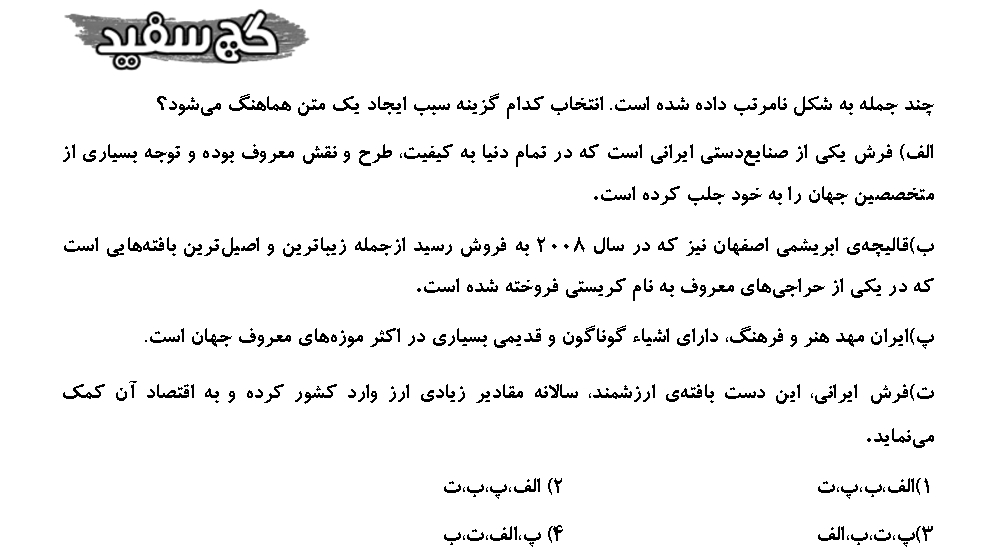 گچ سفید
چند جمله به شکل نامرتب داده شده است. انتخاب کدام گزینه سبب ایجاد یک متن هماهنگ می‌شود؟
الف) فرش یکی از صنایع‌دستی ایرانی است که در تمام دنیا به کیفیت، طرح و نقش معروف بوده و توجه بسیاری از
متخصصین جهان را به خود جلب کرده است.
ب)قالیچه‌ی ابریشمی اصفهان نیز که در سال ۲۰۰۸ به فروش رسید ازجمله زیباترین و اصیل‌ترین بافته‌هایی است
که در یکی از حراجی‌های معروف به نام کریستی فروخته شده است.
پ)ایران مهد هنر و فرهنگ، دارای اشیاء گوناگون و قدیمی بسیاری در اکثر موزه‌های معروف جهان است.
ت)فرش ایرانی، این دست بافته‌ی ارزشمند، سالانه مقادیر زیادی ارز وارد کشور کرده و به اقتصاد آن کمک
می‌نماید.
۱)الف،ب،پ،ت ۲) الف،پ،ب،ت
۳)پ،ت،ب،الف ۴) پ،الف،ت،ب